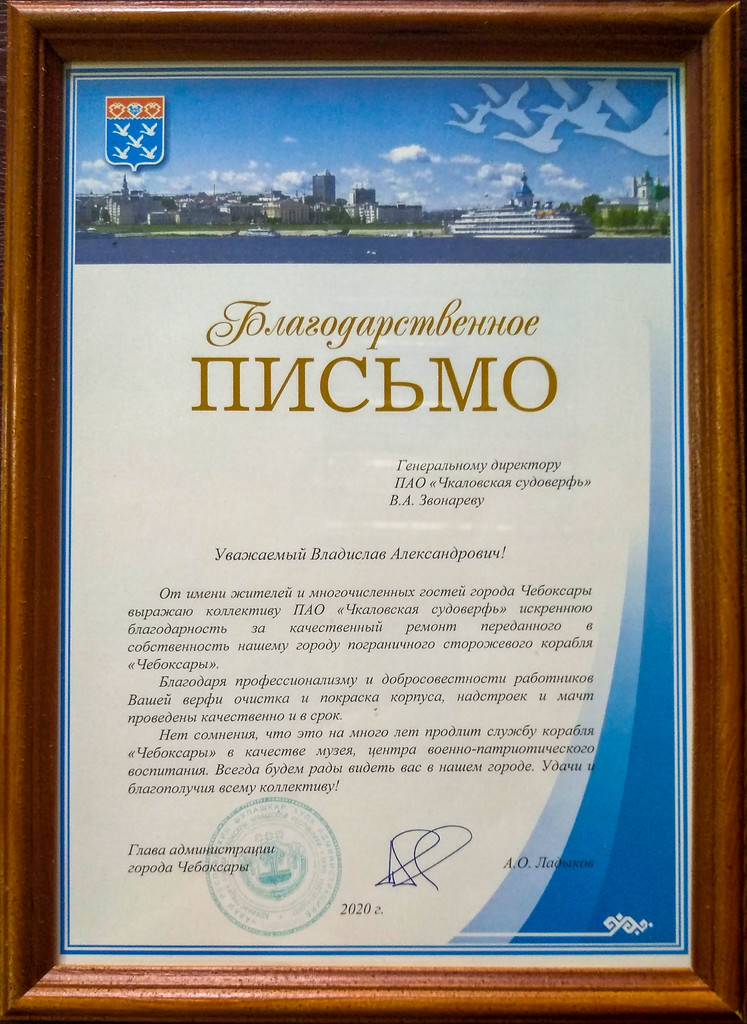 Благодарственное
ПИСЬМО
Генеральному директору
ПАО «Чкаловская судоверфь»
В.А. Звонареву
Уважаемый Владислав Александрович!
От имени жителей и многочисленных гостей города Чебоксары
выражаю коллективу ПАО «Чкаловская судоверфь» искреннюю
благодарность за качественный ремонт переданного в
собственность нашему городу пограничного сторожевого корабля
«Чебоксары».
Благодаря профессионализму и добросовестности работников
Вашей верфи очистка и покраска корпуса, надстроек и мачт
проведены качественно и в срок.
Нет сомнения, что это на много лет продлит службу корабля
«Чебоксары» в качестве музея, центра военно-патриотического
воспитания. Всегда будем рады видеть вас в нашем городе. Удачи и
благополучия всему коллективу!
Глава администрации
города Чебоксары
А.О. Ладыков
2020 г.